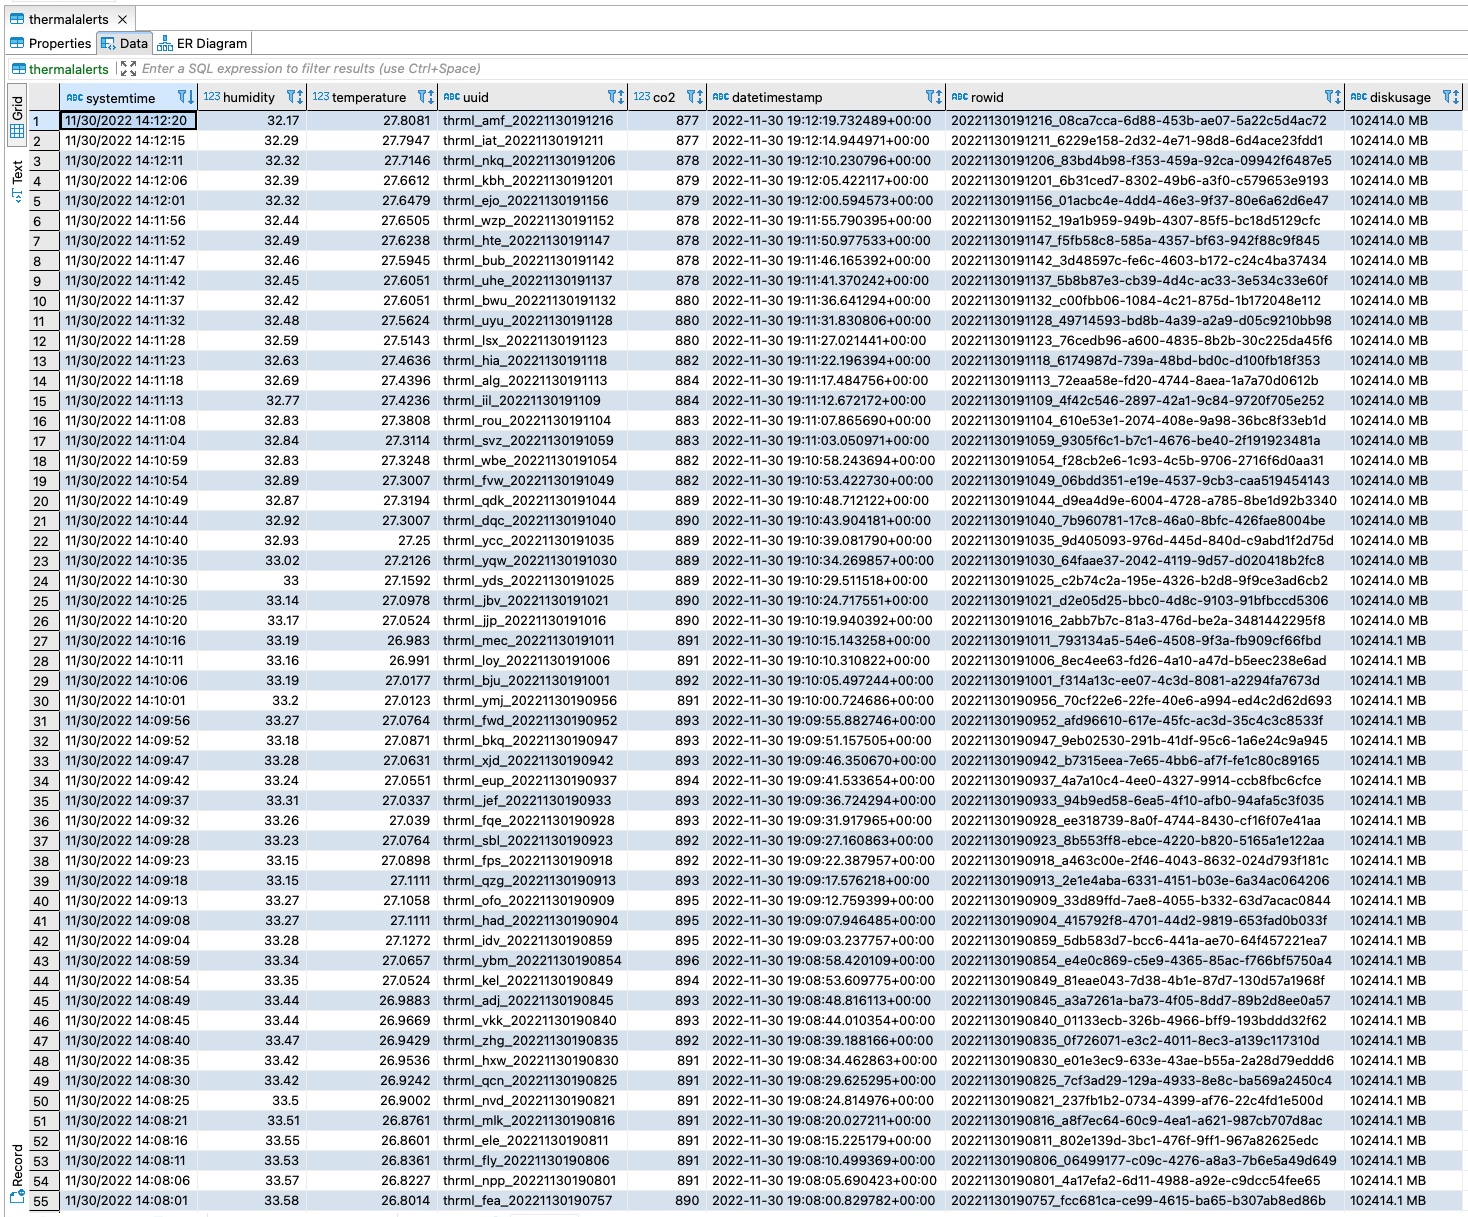 thermalalerts
Properties Data ER Diagram
thermalalerts Enter a SQL expression to filter results (use Ctrl+Space)
Grid
Text
Record
ABC systemtime 123 humidity 123 temperature ABC uuid 123 co2 ABC datetimestamp ABC rowid ABC diskusage
1 11/30/2022 14:12:20 32.17 27.8081 thrml_amf_20221130191216 877 2022-11-30 19:12:19.732489+00:00 20221130191216_08ca7cca-6d88-453b-ae07-5a22c5d4ac72 102414.0 MB
2 11/30/2022 14:12:15 32.29 27.7947 thrml_iat_20221130191211 877 2022-11-30 19:12:14.944971+00:00 20221130191211_6229e158-2d32-4e71-98d8-6d4ace23fdd1 102414.0 MB
3 11/30/2022 14:12:11 32.32 27.7146 thrml_nkq_20221130191206 878 2022-11-30 19:12:10.230796+00:00 20221130191206_83bd4b98-f353-459a-92ca-09942f6487e5 102414.0 MB
4 11/30/2022 14:12:06 32.39 27.6612 thrml_kbh_20221130191201 879 2022-11-30 19:12:05.422117+00:00 20221130191201_6b31ced7-8302-49b6-a3f0-c579653e9193 102414.0 MB
5 11/30/2022 14:12:01 32.32 27.6479 thrml_ejo_20221130191156 879 2022-11-30 19:12:00.594573+00:00 20221130191156_01acbc4e-4dd4-46e3-9f37-80e6a62d6e47 102414.0 MB
6 11/30/2022 14:11:56 32.44 27.6505 thrml_wzp_20221130191152 878 2022-11-30 19:11:55.790395+00:00 20221130191152_19a1b959-949b-4307-85f5-bc18d5129cfc 102414.0 MB
7 11/30/2022 14:11:52 32.49 27.6238 thrml_hte_20221130191147 878 2022-11-30 19:11:50.977533+00:00 20221130191147_f5fb58c8-585a-4357-bf63-942f88c9f845 102414.0 MB
8 11/30/2022 14:11:47 32.46 27.5945 thrml_bub_20221130191142 878 2022-11-30 19:11:46.165392+00:00 20221130191142_3d48597c-fe6c-4603-b172-c24c4ba37434 102414.0 MB
9 11/30/2022 14:11:42 32.45 27.6051 thrml_uhe_20221130191137 878 2022-11-30 19:11:41.370242+00:00 20221130191137_5b8b87e3-cb39-4d4c-ac33-3e534c33e60f 102414.0 MB
10 11/30/2022 14:11:37 32.42 27.6051 thrml_bwu_20221130191132 880 2022-11-30 19:11:36.641294+00:00 20221130191132_c00fbb06-1084-4c21-875d-1b172048e112 102414.0 MB
11 11/30/2022 14:11:32 32.48 27.5624 thrml_uyu_20221130191128 880 2022-11-30 19:11:31.830806+00:00 20221130191128_49714593-bd8b-4a39-a2a9-d05c9210bb98 102414.0 MB
12 11/30/2022 14:11:28 32.59 27.5143 thrml_lsx_20221130191123 880 2022-11-30 19:11:27.021441+00:00 20221130191123_76cedb96-a600-4835-8b2b-30c225da45f6 102414.0 MB
13 11/30/2022 14:11:23 32.63 27.4636 thrml_hia_20221130191118 882 2022-11-30 19:11:22.196394+00:00 20221130191118_6174987d-739a-48bd-bd0c-d100fb18f353 102414.0 MB
14 11/30/2022 14:11:18 32.69 27.4396 thrml_alg_20221130191113 884 2022-11-30 19:11:17.484756+00:00 20221130191113_72eaa58e-fd20-4744-8aea-1a7a70d0612b 102414.0 MB
15 11/30/2022 14:11:13 32.77 27.4236 thrml_iil_20221130191109 884 2022-11-30 19:11:12.672172+00:00 20221130191109_4f42c546-2897-42a1-9c84-9720f705e252 102414.0 MB
16 11/30/2022 14:11:08 32.83 27.3808 thrml_rou_20221130191104 883 2022-11-30 19:11:07.865690+00:00 20221130191104_610e53e1-2074-408e-9a98-36bc8f33eb1d 102414.0 MB
17 11/30/2022 14:11:04 32.84 27.3114 thrml_svz_20221130191059 883 2022-11-30 19:11:03.050971+00:00 20221130191059_9305f6c1-b7c1-4676-be40-2f191923481a 102414.0 MB
18 11/30/2022 14:10:59 32.83 27.3248 thrml_wbe_20221130191054 882 2022-11-30 19:10:58.243694+00:00 20221130191054_f28cb2e6-1c93-4c5b-9706-2716f6d0aa31 102414.0 MB
19 11/30/2022 14:10:54 32.89 27.3007 thrml_fvw_20221130191049 882 2022-11-30 19:10:53.422730+00:00 20221130191049_06bdd351-e19e-4537-9cb3-caa519454143 102414.0 MB
20 11/30/2022 14:10:49 32.87 27.3194 thrml_qdk_20221130191044 889 2022-11-30 19:10:48.712122+00:00 20221130191044_d9ea4d9e-6004-4728-a785-8be1d92b3340 102414.0 MB
21 11/30/2022 14:10:44 32.92 27.3007 thrml_dqc_20221130191040 890 2022-11-30 19:10:43.904181+00:00 20221130191040_7b960781-17c8-46a0-8bfc-426fae8004be 102414.0 MB
22 11/30/2022 14:10:40 32.93 27.25 thrml_ycc_20221130191035 889 2022-11-30 19:10:39.081790+00:00 20221130191035_9d405093-976d-445d-840d-c9abd1f2d75d 102414.0 MB
23 11/30/2022 14:10:35 33.02 27.2126 thrml_yqw_20221130191030 889 2022-11-30 19:10:34.269857+00:00 20221130191030_64faae37-2042-4119-9d57-d020418b2fc8 102414.0 MB
24 11/30/2022 14:10:30 33 27.1592 thrml_yds_20221130191025 889 2022-11-30 19:10:29.511518+00:00 20221130191025_c2b74c2a-195e-4326-b2d8-9f9ce3ad6cb2 102414.0 MB
25 11/30/2022 14:10:25 33.14 27.0978 thrml_jbv_20221130191021 890 2022-11-30 19:10:24.717551+00:00 20221130191021_d2e05d25-bbc0-4d8c-9103-91bfbccd5306 102414.0 MB
26 11/30/2022 14:10:20 33.17 27.0524 thrml_jjp_20221130191016 890 2022-11-30 19:10:19.940392+00:00 20221130191016_2abb7b7c-81a3-476d-be2a-3481442295f8 102414.0 MB
27 11/30/2022 14:10:16 33.19 26.983 thrml_mec_20221130191011 891 2022-11-30 19:10:15.143258+00:00 20221130191011_793134a5-54e6-4508-9f3a-fb909cf66fbd 102414.1 MB
28 11/30/2022 14:10:11 33.16 26.991 thrml_loy_20221130191006 891 2022-11-30 19:10:10.310822+00:00 20221130191006_8ec4ee63-fd26-4a10-a47d-b5eec238e6ad 102414.1 MB
29 11/30/2022 14:10:06 33.19 27.0177 thrml_bju_20221130191001 892 2022-11-30 19:10:05.497244+00:00 20221130191001_f314a13c-ee07-4c3d-8081-a2294fa7673d 102414.1 MB
30 11/30/2022 14:10:01 33.2 27.0123 thrml_ymj_20221130190956 891 2022-11-30 19:10:00.724686+00:00 20221130190956_70cf22e6-22fe-40e6-a994-ed4c2d62d693 102414.1 MB
31 11/30/2022 14:09:56 33.27 27.0764 thrml_fwd_20221130190952 893 2022-11-30 19:09:55.882746+00:00 20221130190952_afd96610-617e-45fc-ac3d-35c4c3c8533f 102414.1 MB
32 11/30/2022 14:09:52 33.18 27.0871 thrml_bkq_20221130190947 893 2022-11-30 19:09:51.157505+00:00 20221130190947_9eb02530-291b-41df-95c6-1a6e24c9a945 102414.1 MB
33 11/30/2022 14:09:47 33.28 27.0631 thrml_xjd_20221130190942 893 2022-11-30 19:09:46.350670+00:00 20221130190942_b7315eea-7e65-4bb6-af7f-fe1c80c89165 102414.1 MB
34 11/30/2022 14:09:42 33.24 27.0551 thrml_eup_20221130190937 894 2022-11-30 19:09:41.533654+00:00 20221130190937_4a7a10c4-4ee0-4327-9914-ccb8fbc6cfce 102414.1 MB
35 11/30/2022 14:09:37 33.31 27.0337 thrml_jef_20221130190933 893 2022-11-30 19:09:36.724294+00:00 20221130190933_94b9ed58-6ea5-4f10-afb0-94afa5c3f035 102414.1 MB
36 11/30/2022 14:09:32 33.26 27.039 thrml_fqe_20221130190928 893 2022-11-30 19:09:31.917965+00:00 20221130190928_ee318739-8a0f-4744-8430-cf16f07e41aa 102414.1 MB
37 11/30/2022 14:09:28 33.23 27.0764 thrml_sbl_20221130190923 892 2022-11-30 19:09:27.160863+00:00 20221130190923_8b553ff8-ebce-4220-b820-5165a1e122aa 102414.1 MB
38 11/30/2022 14:09:23 33.15 27.0898 thrml_fps_20221130190918 892 2022-11-30 19:09:22.387957+00:00 20221130190918_a463c00e-2f46-4043-8632-024d793f181c 102414.1 MB
39 11/30/2022 14:09:18 33.15 27.1111 thrml_qzg_20221130190913 893 2022-11-30 19:09:17.576218+00:00 20221130190913_2e1e4aba-6331-4151-b03e-6a34ac064206 102414.1 MB
40 11/30/2022 14:09:13 33.27 27.1058 thrml_ofo_20221130190909 895 2022-11-30 19:09:12.759399+00:00 20221130190909_33d89ffd-7ae8-4055-b332-63d7acac0844 102414.1 MB
41 11/30/2022 14:09:08 33.27 27.1111 thrml_had_20221130190904 895 2022-11-30 19:09:07.946485+00:00 20221130190904_415792f8-4701-44d2-9819-653fad0b033f 102414.1 MB
42 11/30/2022 14:09:04 33.28 27.1272 thrml_idv_20221130190859 895 2022-11-30 19:09:03.237757+00:00 20221130190859_5db583d7-bcc6-441a-ae70-64f457221ea7 102414.1 MB
43 11/30/2022 14:08:59 33.34 27.0657 thrml_ybm_20221130190854 896 2022-11-30 19:08:58.420109+00:00 20221130190854_e4e0c869-c5e9-4365-85ac-f766bf5750a4 102414.1 MB
44 11/30/2022 14:08:54 33.35 27.0524 thrml_kel_20221130190849 894 2022-11-30 19:08:53.609775+00:00 20221130190849_81eae043-7d38-4b1e-87d7-130d57a1968f 102414.1 MB
45 11/30/2022 14:08:49 33.44 26.9883 thrml_adj_20221130190845 893 2022-11-30 19:08:48.816113+00:00 20221130190845_a3a7261a-ba73-4f05-8dd7-89b2d8ee0a57 102414.1 MB
46 11/30/2022 14:08:45 33.44 26.9669 thrml_vkk_20221130190840 893 2022-11-30 19:08:44.010354+00:00 20221130190840_01133ecb-326b-4966-bff9-193bddd32f62 102414.1 MB
47 11/30/2022 14:08:40 33.47 26.9429 thrml_zhg_20221130190835 892 2022-11-30 19:08:39.188166+00:00 20221130190835_0f726071-e3c2-4011-8ec3-a139c117310d 102414.1 MB
48 11/30/2022 14:08:35 33.42 26.9536 thrml_hxw_20221130190830 891 2022-11-30 19:08:34.462863+00:00 20221130190830_e01e3ec9-633e-43ae-b55a-2a28d79eddd6 102414.1 MB
49 11/30/2022 14:08:30 33.42 26.9242 thrml_qcn_20221130190825 891 2022-11-30 19:08:29.625295+00:00 20221130190825_7cf3ad29-129a-4933-8e8c-ba569a2450c4 102414.1 MB
50 11/30/2022 14:08:25 33.5 26.9002 thrml_nvd_20221130190821 891 2022-11-30 19:08:24.814976+00:00 20221130190821_237fb1b2-0734-4399-af76-22c4fd1e500d 102414.1 MB
51 11/30/2022 14:08:21 33.51 26.8761 thrml_mlk_20221130190816 891 2022-11-30 19:08:20.027211+00:00 20221130190816_a8f7ec64-60c9-4ea1-a621-987cb707d8ac 102414.1 MB
52 11/30/2022 14:08:16 33.55 26.8601 thrml_ele_20221130190811 891 2022-11-30 19:08:15.225179+00:00 20221130190811_802e139d-3bc1-476f-9ff1-967a82625edc 102414.1 MB
53 11/30/2022 14:08:11 33.53 26.8361 thrml_fly_20221130190806 891 2022-11-30 19:08:10.499369+00:00 20221130190806_06499177-c09c-4276-a8a3-7b6e5a49d649 102414.1 MB
54 11/30/2022 14:08:06 33.57 26.8227 thrml_npp_20221130190801 891 2022-11-30 19:08:05.690423+00:00 20221130190801_4a17efa2-6d11-4988-a92e-c9dcc54fee65 102414.1 MB
55 11/30/2022 14:08:01 33.58 26.8014 thrml_fea_20221130190757 890 2022-11-30 19:08:00.829782+00:00 20221130190757_fcc681ca-ce99-4615-ba65-b307ab8ed86b 102414.1 MB